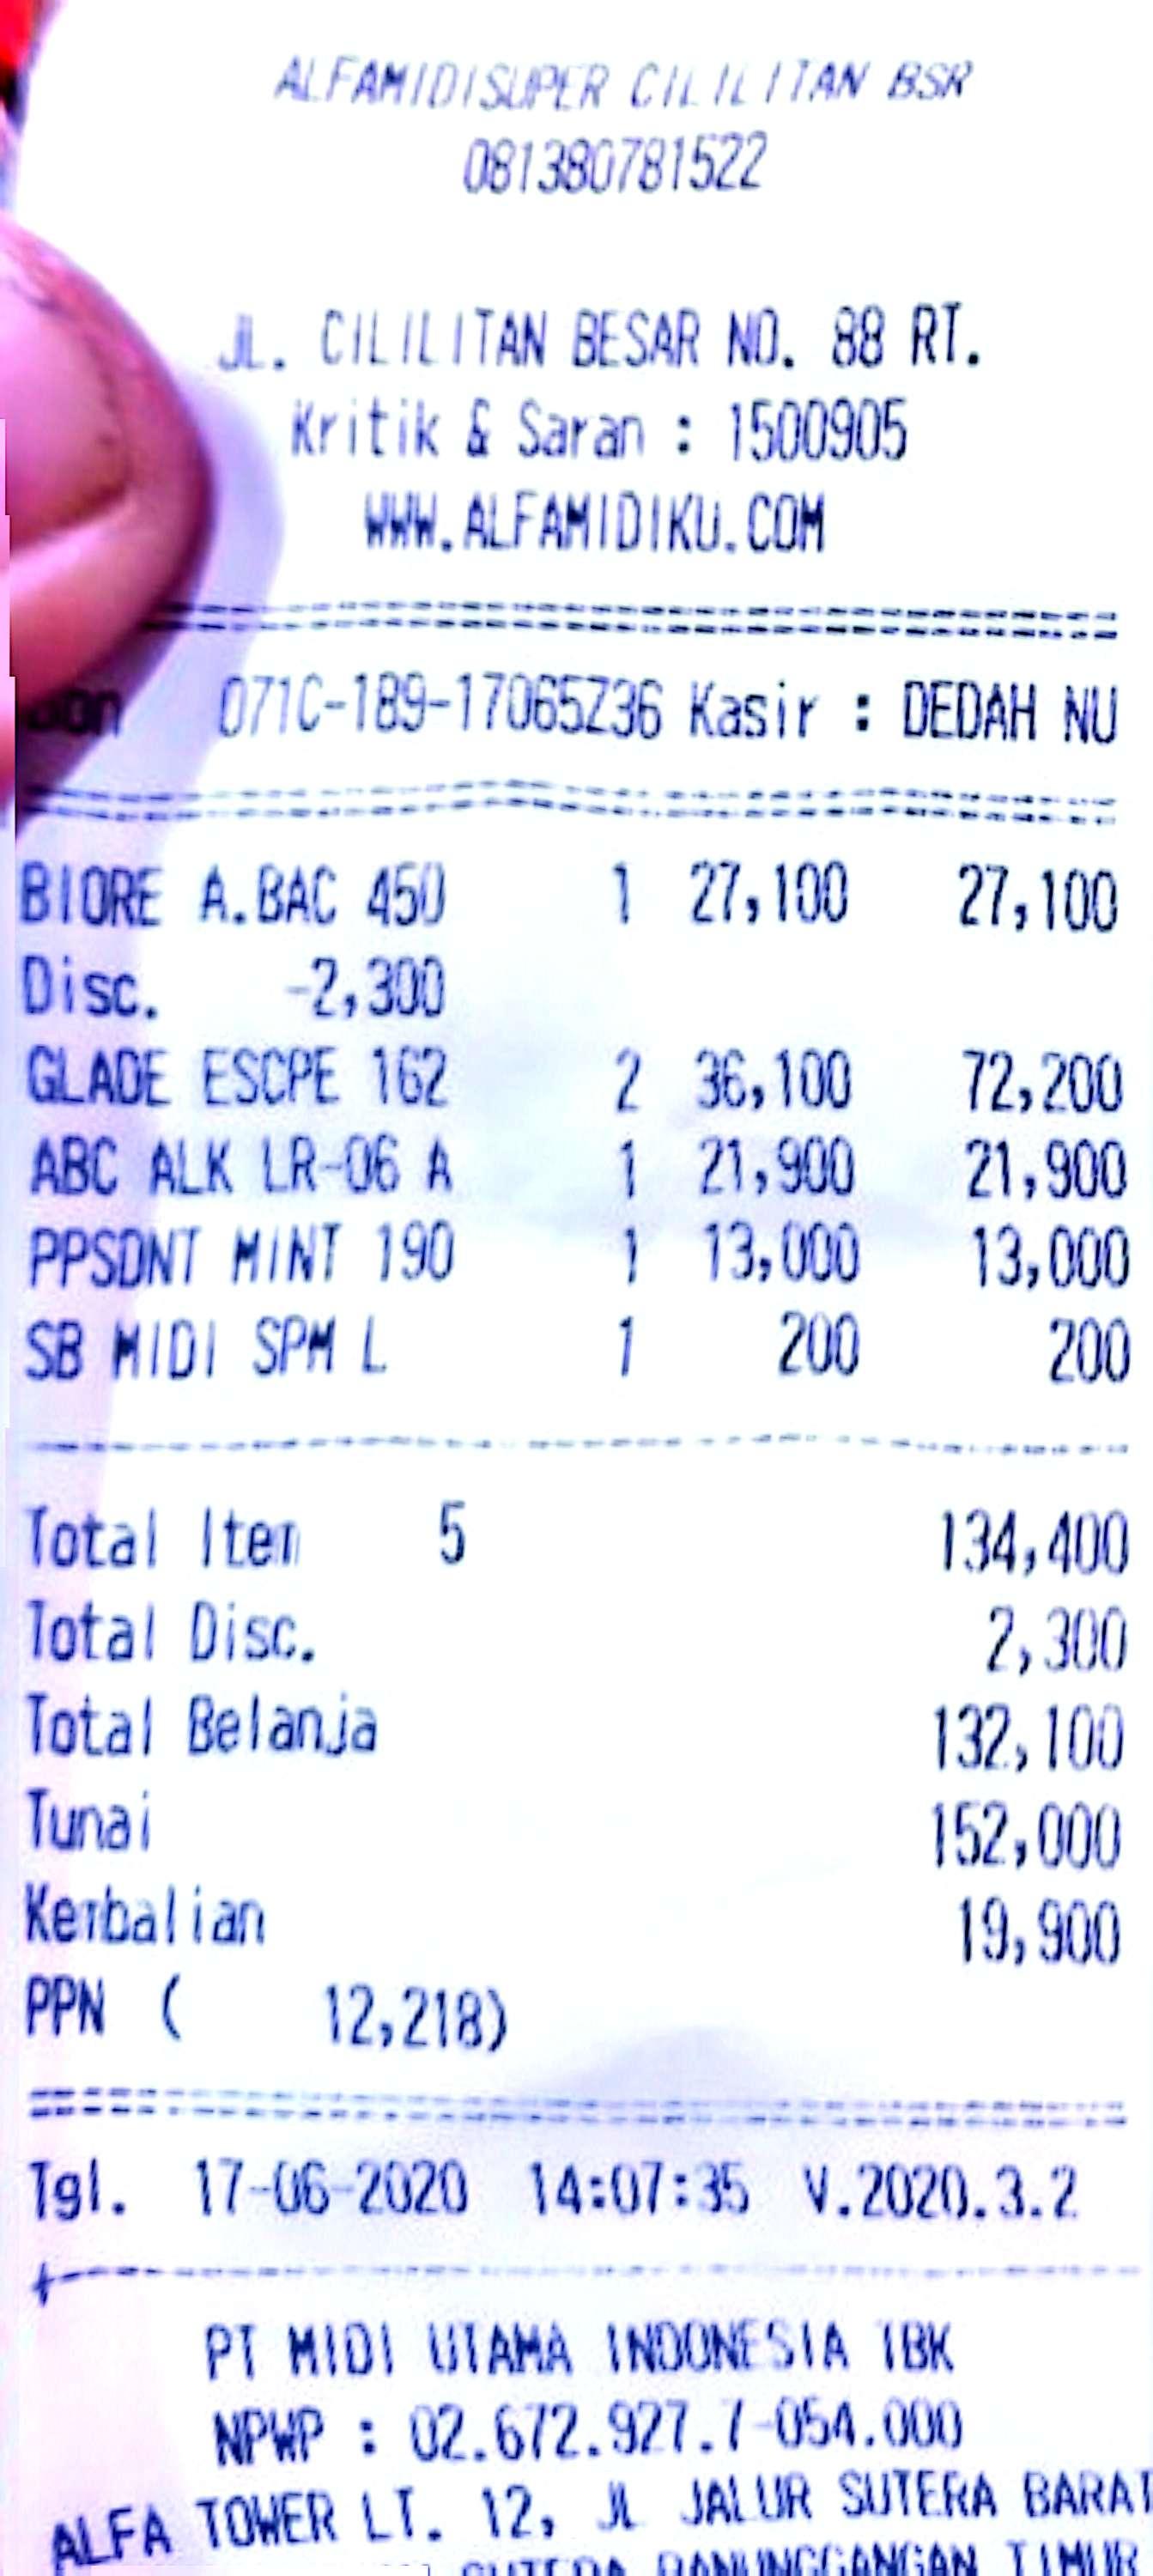 ALFAMIDISUPER CILILITAN BSR
081380781522
JL. CILILITAN BESAR NO. 88 RT.
Kritik & Saran : 1500905
WWW.ALFAMIDIKU.COM
Bon 071C-189-17065Z36 Kasir : DEDAH NU
BIORE A.BAC 450 1 27,100 27,100
Disc. -2,300
GLADE ESCPE 162 2 36,100 72,200
ABC ALK LR-06 A 1 21,900 21,900
PPSDNT MINT 190 1 13,000 13,000
SB MIDI SPM L 1 200 200
Total Item 5 134,400
Total Disc. 2,300
Total Belanja 132,100
Tunai 152,000
Kembalian 19,900
PPN ( 12,218)
Tgl. 17-06-2020 14:07:35 V.2020.3.2
PT MIDI UTAMA INDONESIA TBK
NPWP : 02.672.927.7-054.000
ALFA TOWER LT. 12, JL JALUR SUTERA BARAT
SUTERA PANUNGGANGAN TIMUR